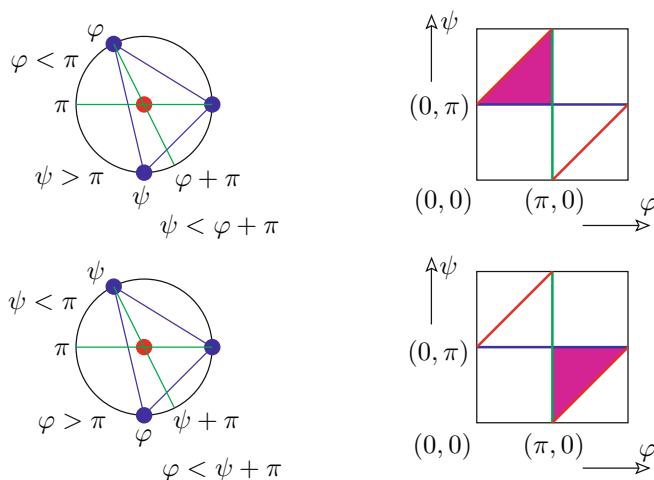 φ
φ < π
π
ψ > π
ψ
φ + π
ψ < φ + π
ψ
(0, π)
(0, 0)
(π, 0)
φ
ψ
ψ < π
π
φ > π
φ
ψ + π
φ < ψ + π
ψ
(0, π)
(0, 0)
(π, 0)
φ